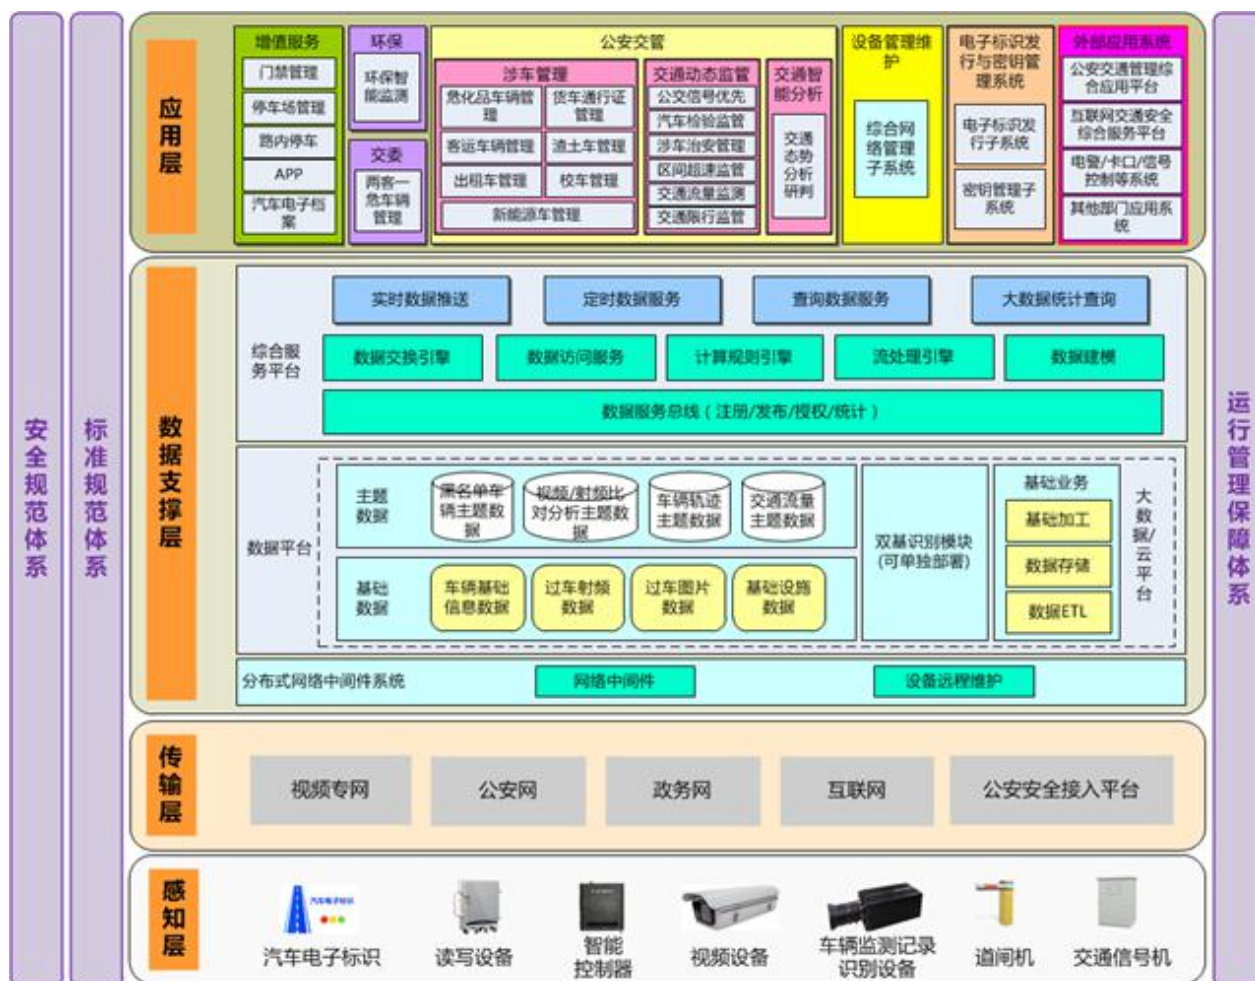 安全规范体系
标准规范体系
应用层
增值服务
门禁管理
停车场管理
路内停车
APP
汽车电子档
案
环保
环保智
能监测
交委
两客一
危车辆
管理
公安交管
涉车管理
危化品车辆管
理
货车通行证
管理
客运车辆管理
渣土车管理
出租车管理
校车管理
新能源车管理
交通动态监管
公交信号优先
汽车检验监管
涉车治安管理
区间超速监管
交通流量监测
交通限行监管
交通智
能分析
交通
态势
分析
研判
设备管理维
护
综合网
络管理
子系统
电子标识发
行与密钥管
理系统
电子标识发
行子系统
密钥管理子
系统
外部应用系统
公安交通管理综
合应用平台
互联网交通安全
综合服务平台
电警/卡口/信号
控制等系统
其他部门应用系
统
数据支撑层
综合服
务平台
实时数据推送
定时数据服务
查询数据服务
大数据统计查询
数据交换引擎
数据访问服务
计算规则引擎
流处理引擎
数据建模
数据服务总线（注册/发布/授权/统计）
数据平台
主题
数据
黑名单车
辆主题数
据
视频/射频比
对分析主题数
据
车辆轨迹
主题数据
交通流量
主题数据
基础
数据
车辆基础
信息数据
过车射频
数据
过车图片
数据
基础设施
数据
双基识别模块
(可单独部署)
基础业务
基础加工
数据存储
数据ETL
大数据/云平台
分布式网络中间件系统
网络中间件
设备远程维护
传输层
视频专网
公安网
政务网
互联网
公安安全接入平台
感知层
汽车电子标识
汽车电子标识
读写设备
智能
控制器
视频设备
车辆监测记录
识别设备
道闸机
交通信号机
运行管理保障体系